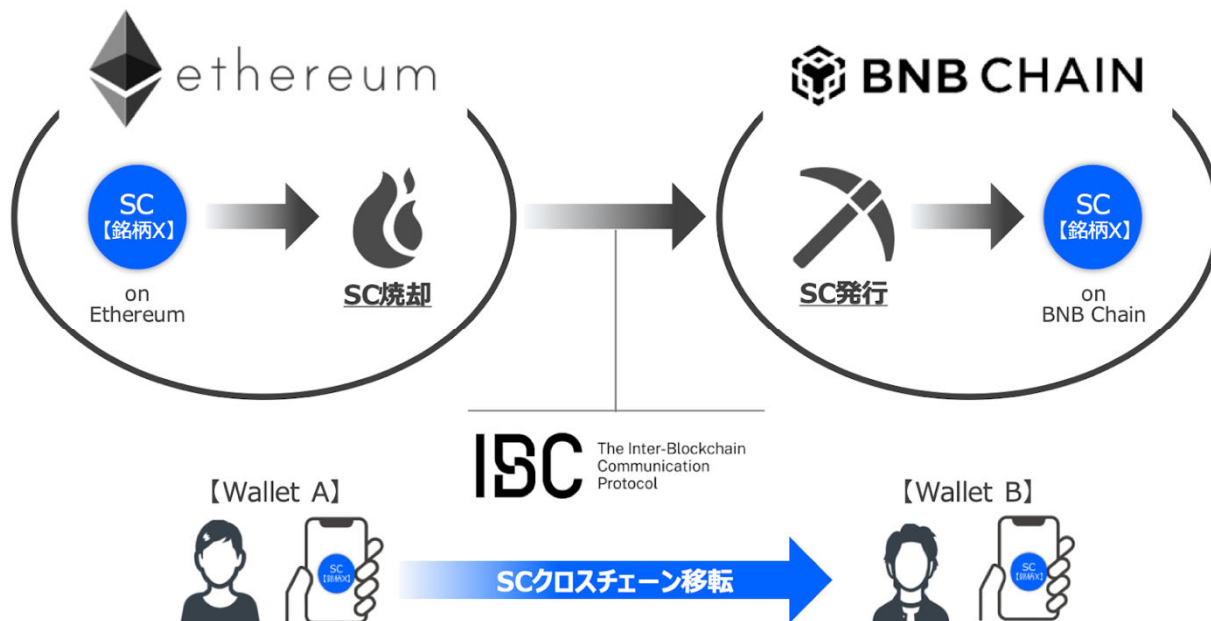 ethereum
BNB CHAIN
SC
【銘柄X】
on
Ethereum
SC焼却
SC発行
SC
【銘柄X】
on
BNB Chain
IBC
The Inter-Blockchain
Communication
Protocol
【Wallet A】
【Wallet B】
SC
【銘柄X】
SCクロスチェーン移転
SC
【銘柄X】